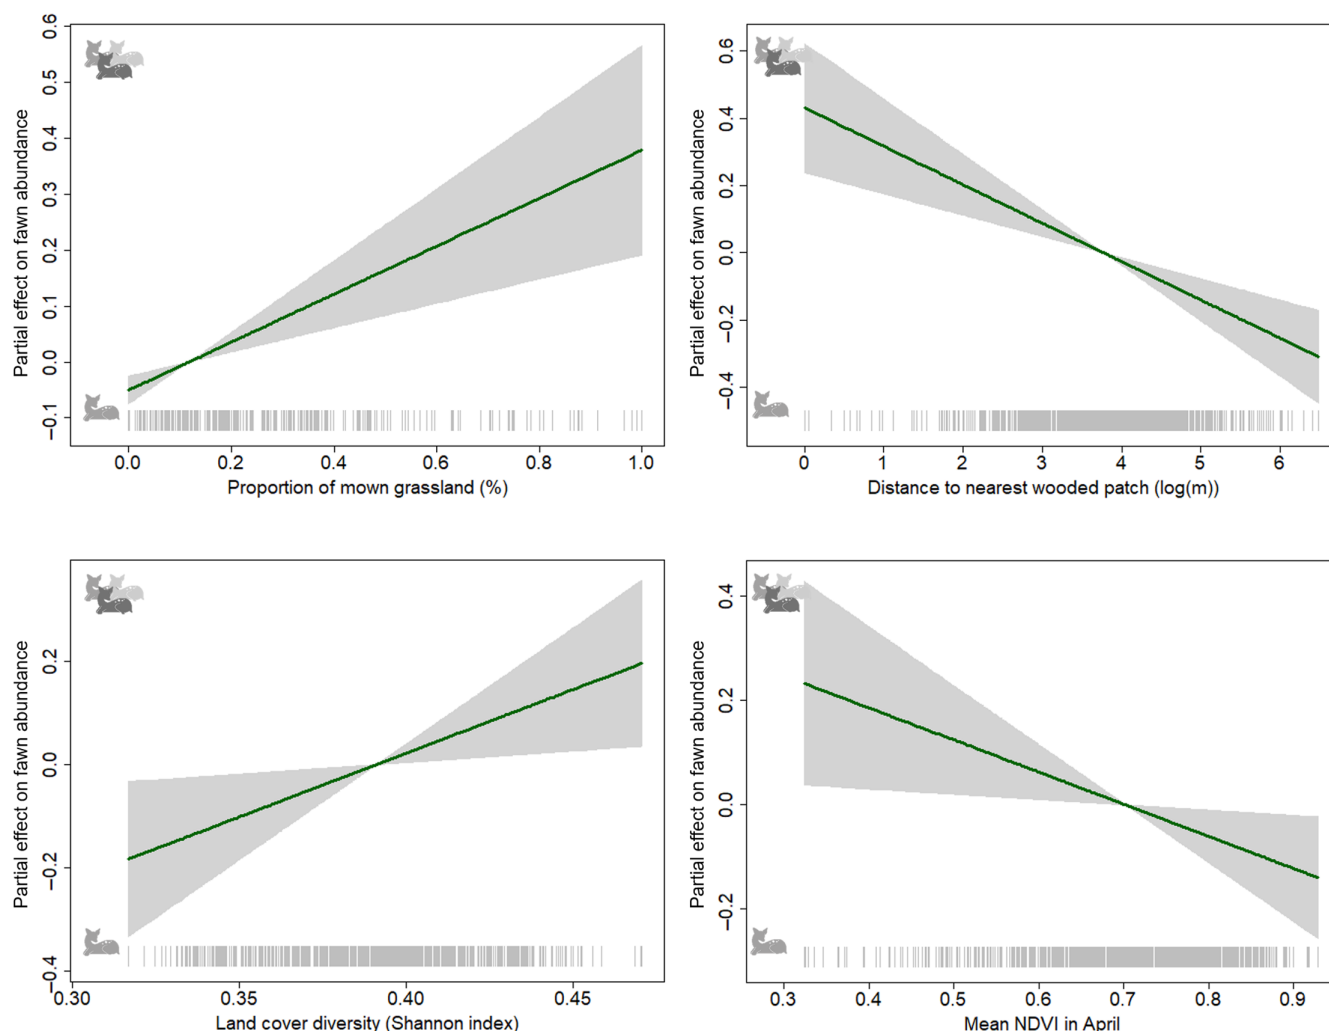 Partial effect on fawn abundance
0.6
0.5
0.4
0.3
0.2
0.1
0.0
−0.1
0.0 0.2 0.4 0.6 0.8 1.0
Proportion of mown grassland (%)
Partial effect on fawn abundance
0.6
0.4
0.2
0.0
−0.2
−0.4
0 1 2 3 4 5 6
Distance to nearest wooded patch (log(m))
Partial effect on fawn abundance
0.2
0.0
−0.2
−0.4
0.30 0.35 0.40 0.45
Land cover diversity (Shannon index)
Partial effect on fawn abundance
0.4
0.2
0.0
−0.2
0.3 0.4 0.5 0.6 0.7 0.8 0.9
Mean NDVI in April